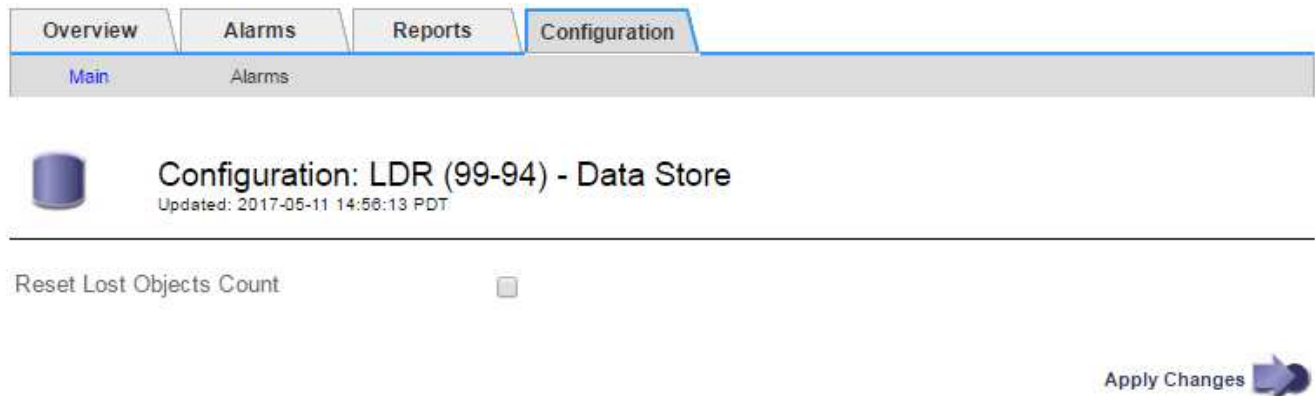 Overview Alarms Reports Configuration
Main Alarms
Configuration: LDR (99-94) - Data Store
Updated: 2017-05-11 14:56:13 PDT
Reset Lost Objects Count
Apply Changes